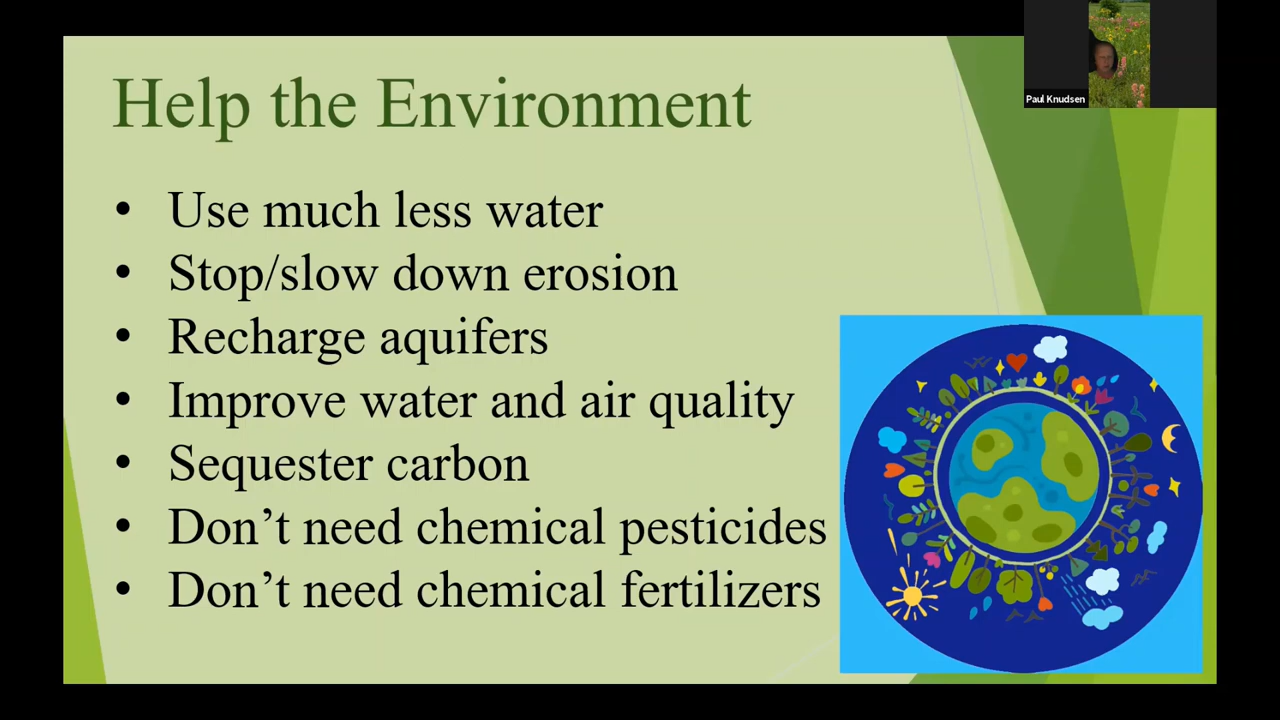 Help the Environment
• Use much less water
• Stop/slow down erosion
• Recharge aquifers
• Improve water and air quality
• Sequester carbon
• Don’t need chemical pesticides
• Don’t need chemical fertilizers
Paul Knudsen